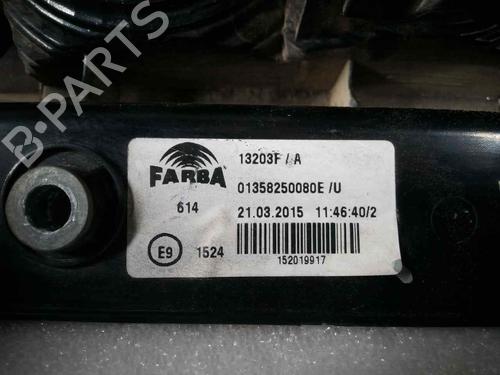 B-PARTS
FARBA
13203F / A
01358250080E /U
614
21.03.2015 11:46:40/2
E9
1524
152019917